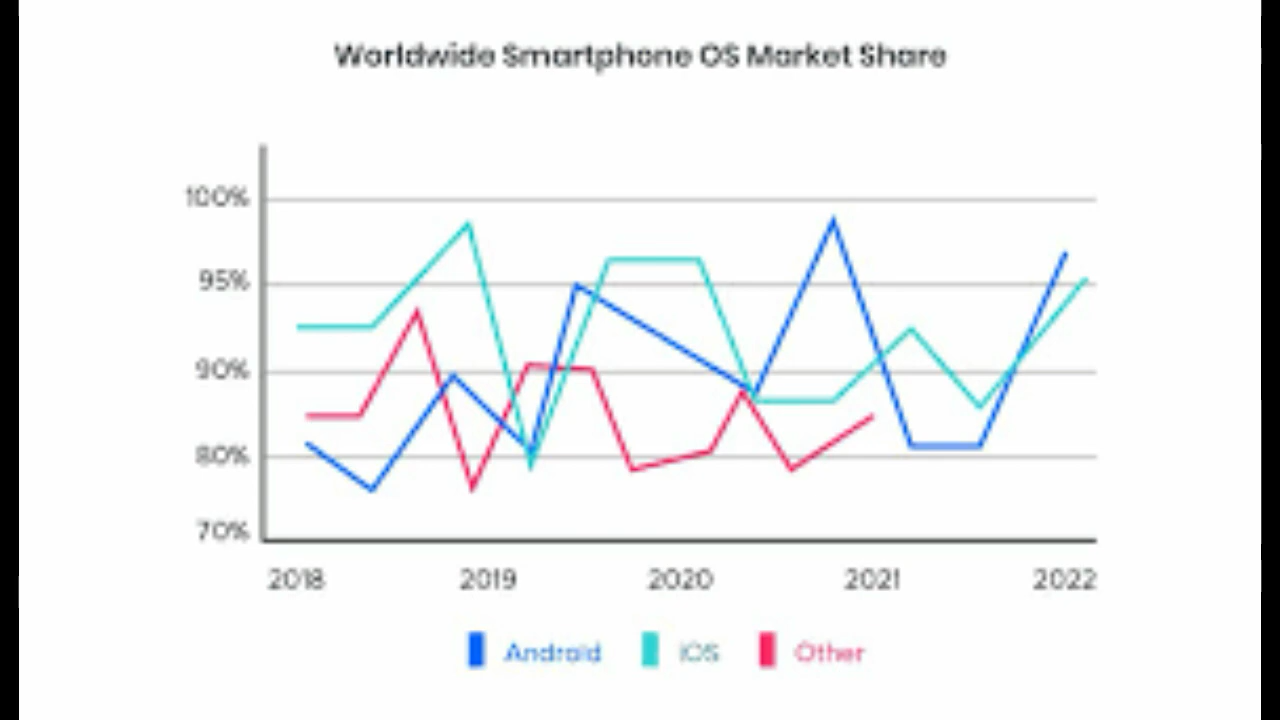 Worldwide Smartphone OS Market Share
100%
95%
90%
80%
70%
2018 2019 2020 2021 2022
Android iOS Other